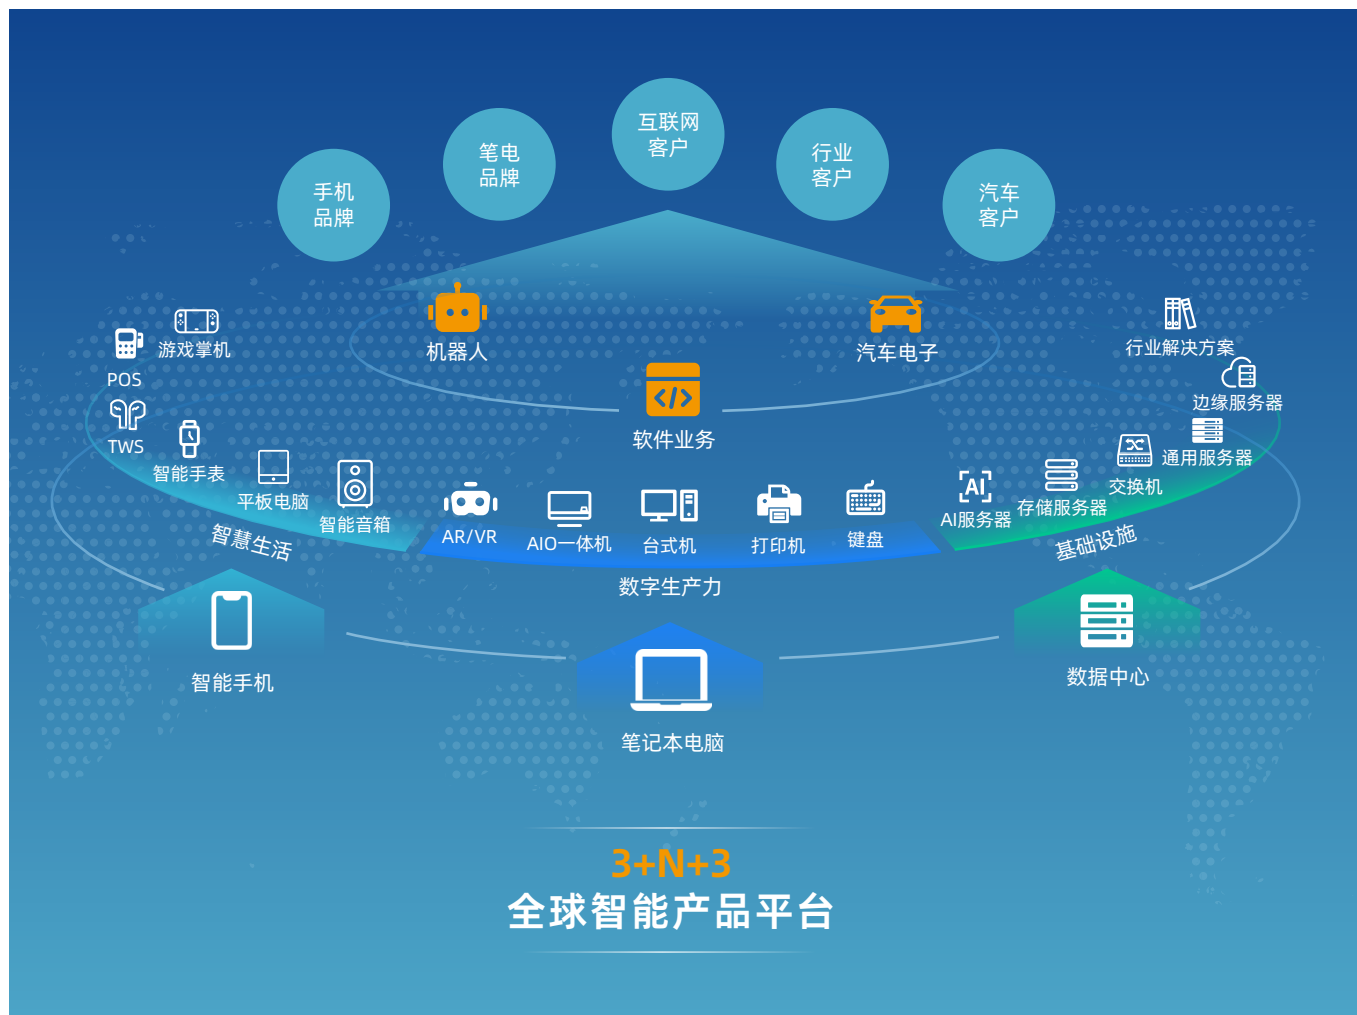 互联网
客户
笔电
品牌
行业
客户
手机
品牌
汽车
客户
机器人
汽车电子
软件业务
游戏掌机
POS
TWS
智能手表
平板电脑
智能音箱
智慧生活
AR/VR
AIO一体机
台式机
打印机
键盘
数字生产力
行业解决方案
边缘服务器
通用服务器
交换机
存储服务器
AI
AI服务器
基础设施
智能手机
笔记本电脑
数据中心
3+N+3
全球智能产品平台